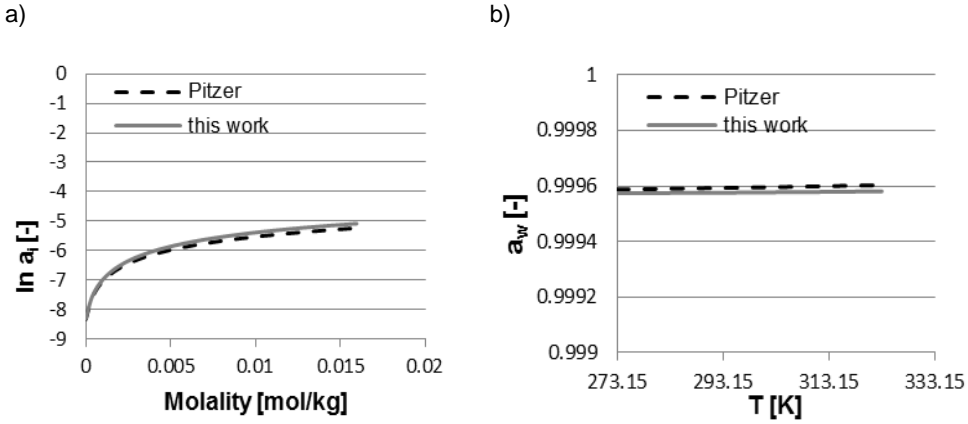 a)
0
-1
-2
-3
-4
-5
-6
-7
-8
-9
ln aᵢ [-]
Pitzer
this work
0 0.005 0.01 0.015 0.02
Molality [mol/kg]
b)
1
0.9998
0.9996
0.9994
0.9992
0.999
a_w [-]
Pitzer
this work
273.15 293.15 313.15 333.15
T [K]